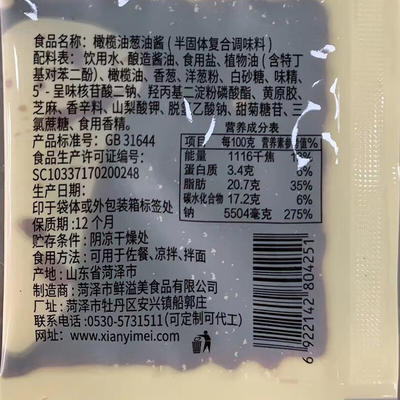 食品名称：橄榄油葱油酱（半固体复合调味料）
配料表：饮用水、酿造酱油、食用盐、植物油（含特丁
基对苯二酚）、橄榄油、香葱、洋葱粉、白砂糖、味精、
5'-呈味核苷酸二钠、羟丙基二淀粉磷酸酯、黄原胶、
芝麻、香辛料、山梨酸钾、脱氢乙酸钠、甜菊糖苷、三
氯蔗糖、食用香精。
产品标准号：GB 31644
食品生产许可证编号：
SC10337170200248
生产日期：
印于袋体或外包装箱标签处
保质期：12个月
贮存条件：阴凉干燥处
食用方法：可用于佐餐、凉拌、拌面
产地：山东省菏泽市
制造商：菏泽市鲜溢美食品有限公司
厂址：菏泽市牡丹区安兴镇船郭庄
联系电话：0530-5731511（可定制可代工）
网址：www.xianyimei.com
营养成分表
项目 每100克 营养素参考值%
能量 1116千焦 13%
蛋白质 3.4克 6%
脂肪 20.7克 35%
碳水化合物 17.2克 6%
钠 5504毫克 275%
6 922142 804251